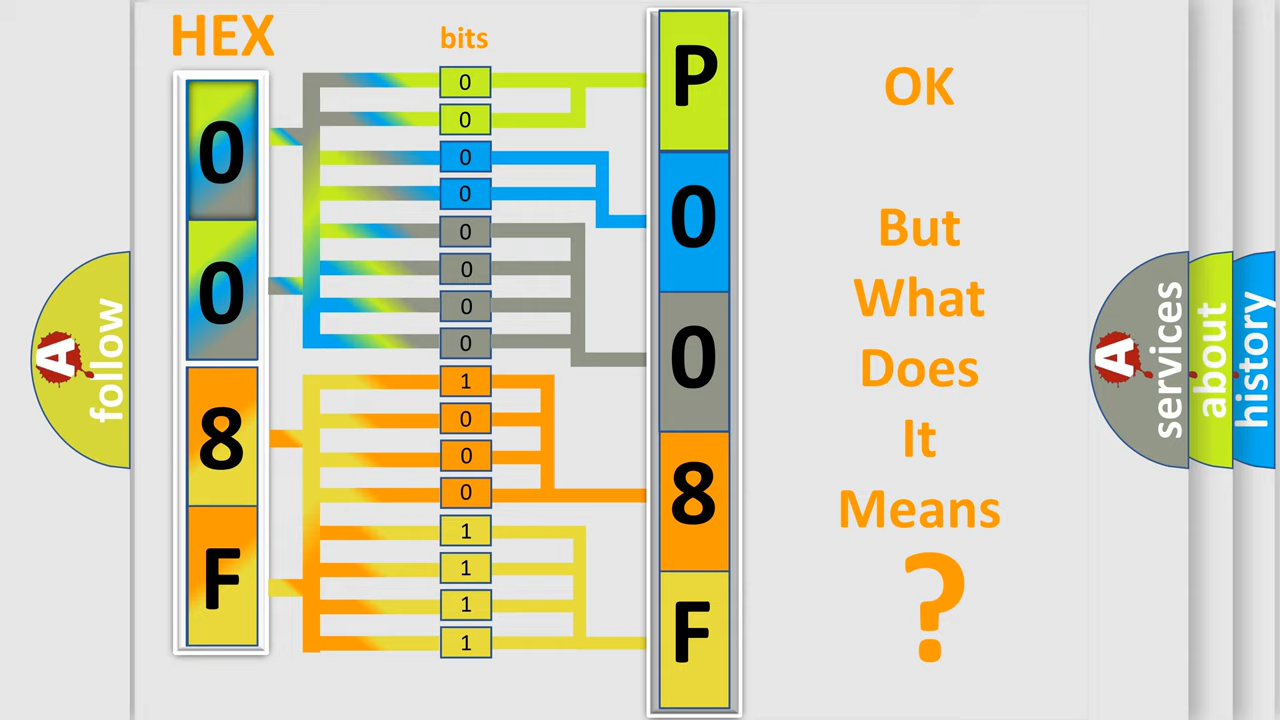 HEX
bits
0
0
8
F
0
0
0
0
0
0
0
0
1
0
0
0
1
1
1
1
P
0
0
8
F
OK
But
What
Does
It
Means
?
A
follow
A
services
about
history